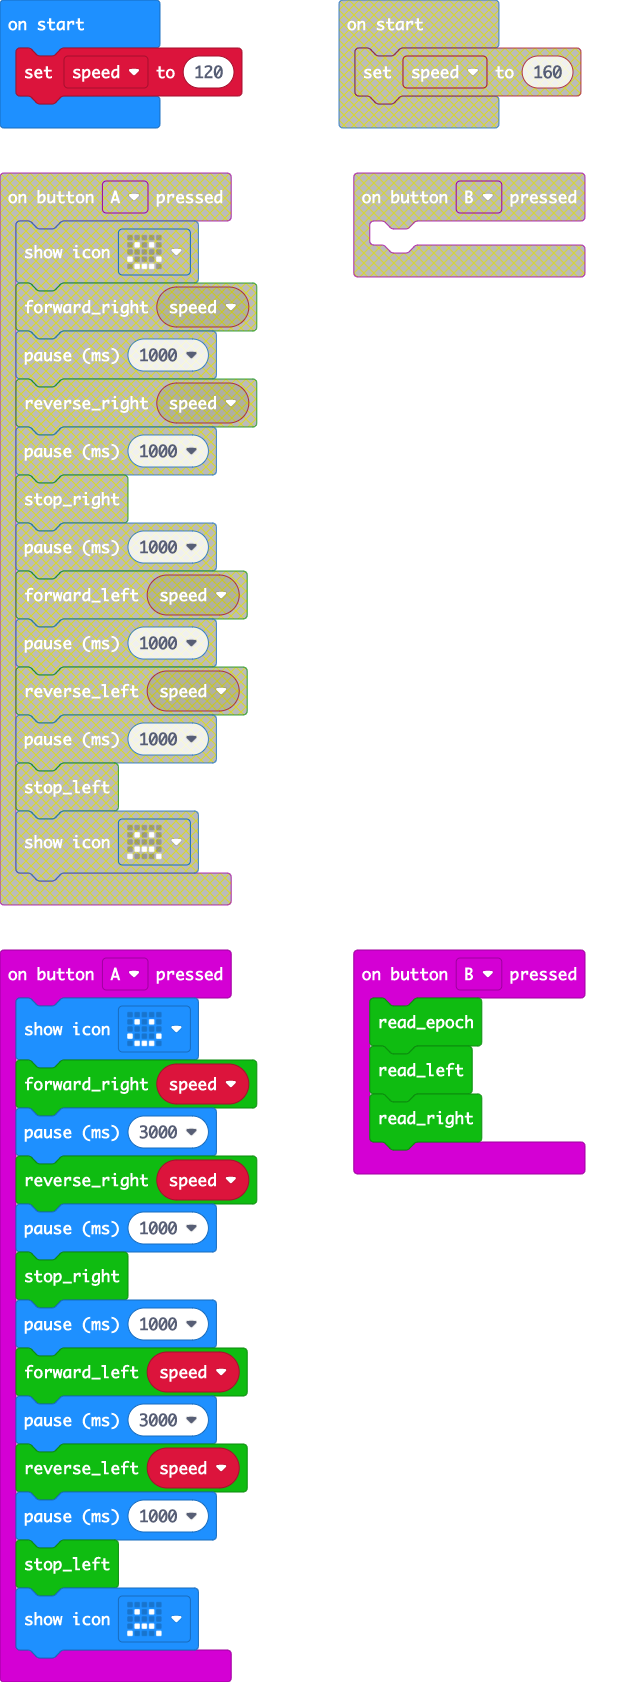 on start
set speed to 120
on start
set speed to 160
on button A pressed
show icon
forward_right speed
pause (ms) 1000
reverse_right speed
pause (ms) 1000
stop_right
pause (ms) 1000
forward_left speed
pause (ms) 1000
reverse_left speed
pause (ms) 1000
stop_left
show icon
on button B pressed
on button A pressed
show icon
forward_right speed
pause (ms) 3000
reverse_right speed
pause (ms) 1000
stop_right
pause (ms) 1000
forward_left speed
pause (ms) 3000
reverse_left speed
pause (ms) 1000
stop_left
show icon
on button B pressed
read_epoch
read_left
read_right